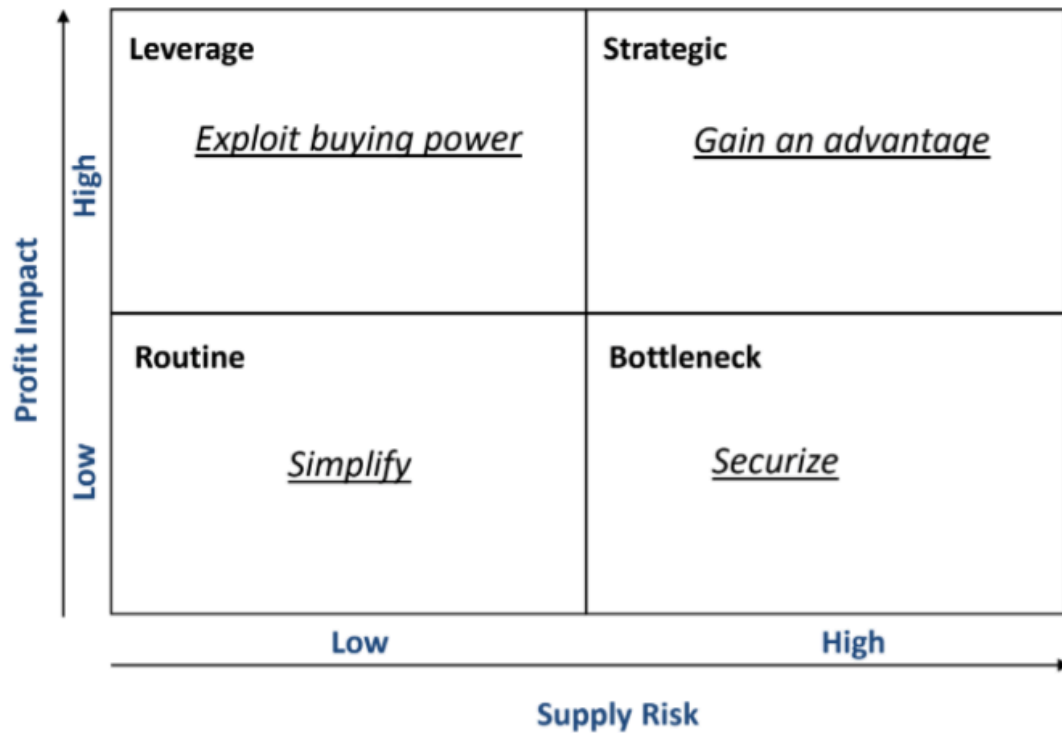 Leverage
Strategic
Exploit buying power
Gain an advantage
High
Profit Impact
Routine
Bottleneck
Simplify
Securize
Low
Low
High
Supply Risk